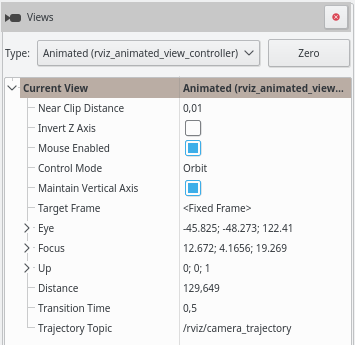 Views
Type: Animated (rviz_animated_view_controller) Zero
Current View Animated (rviz_animated_view...
Near Clip Distance 0,01
Invert Z Axis
Mouse Enabled
Control Mode Orbit
Maintain Vertical Axis
Target Frame <Fixed Frame>
Eye -45.825; -48.273; 122.41
Focus 12.672; 4.1656; 19.269
Up 0; 0; 1
Distance 129,649
Transition Time 0,5
Trajectory Topic /rviz/camera_trajectory